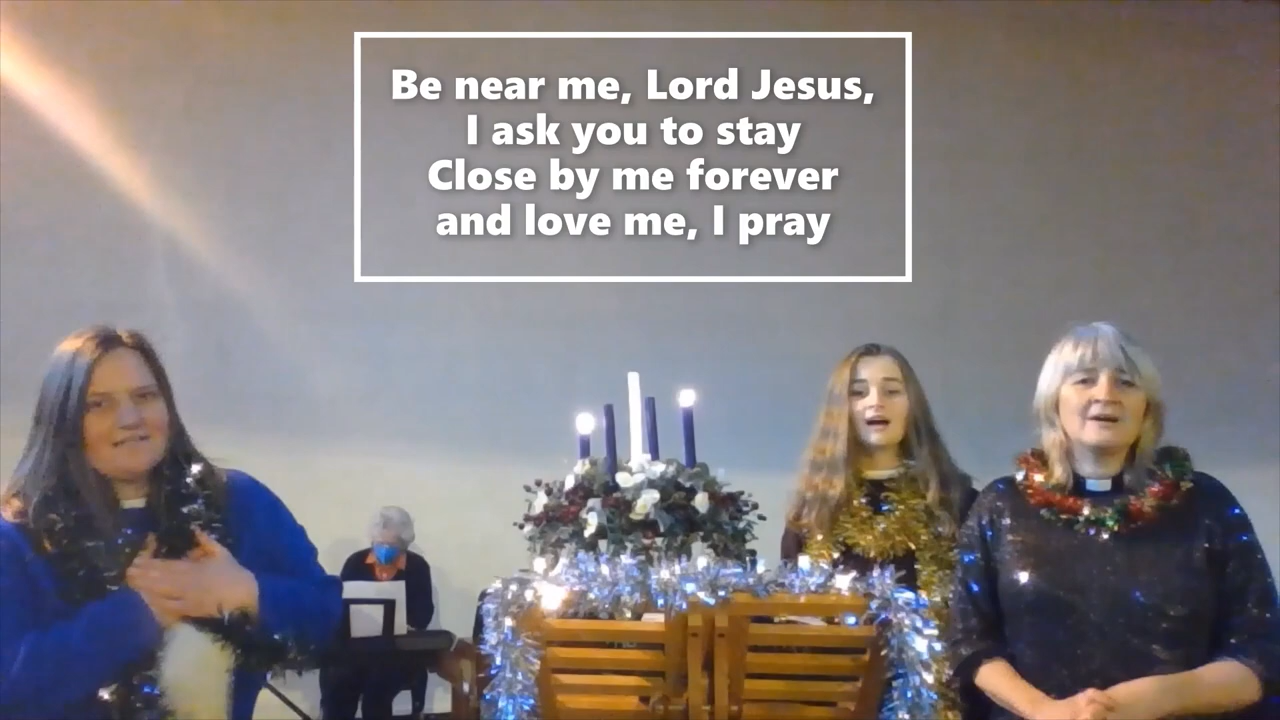 Be near me, Lord Jesus,
I ask you to stay
Close by me forever
and love me, I pray